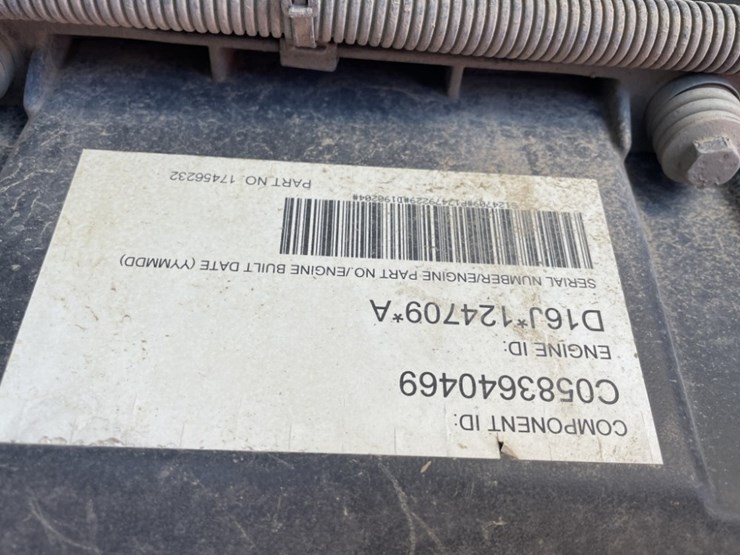 COMPONENT ID:
C0583640469
ENGINE ID:
D16J*124709*A
SERIAL NUMBER/ENGINE PART NO./ENGINE BUILT DATE (YYMMDD)
PART NO. 17456232